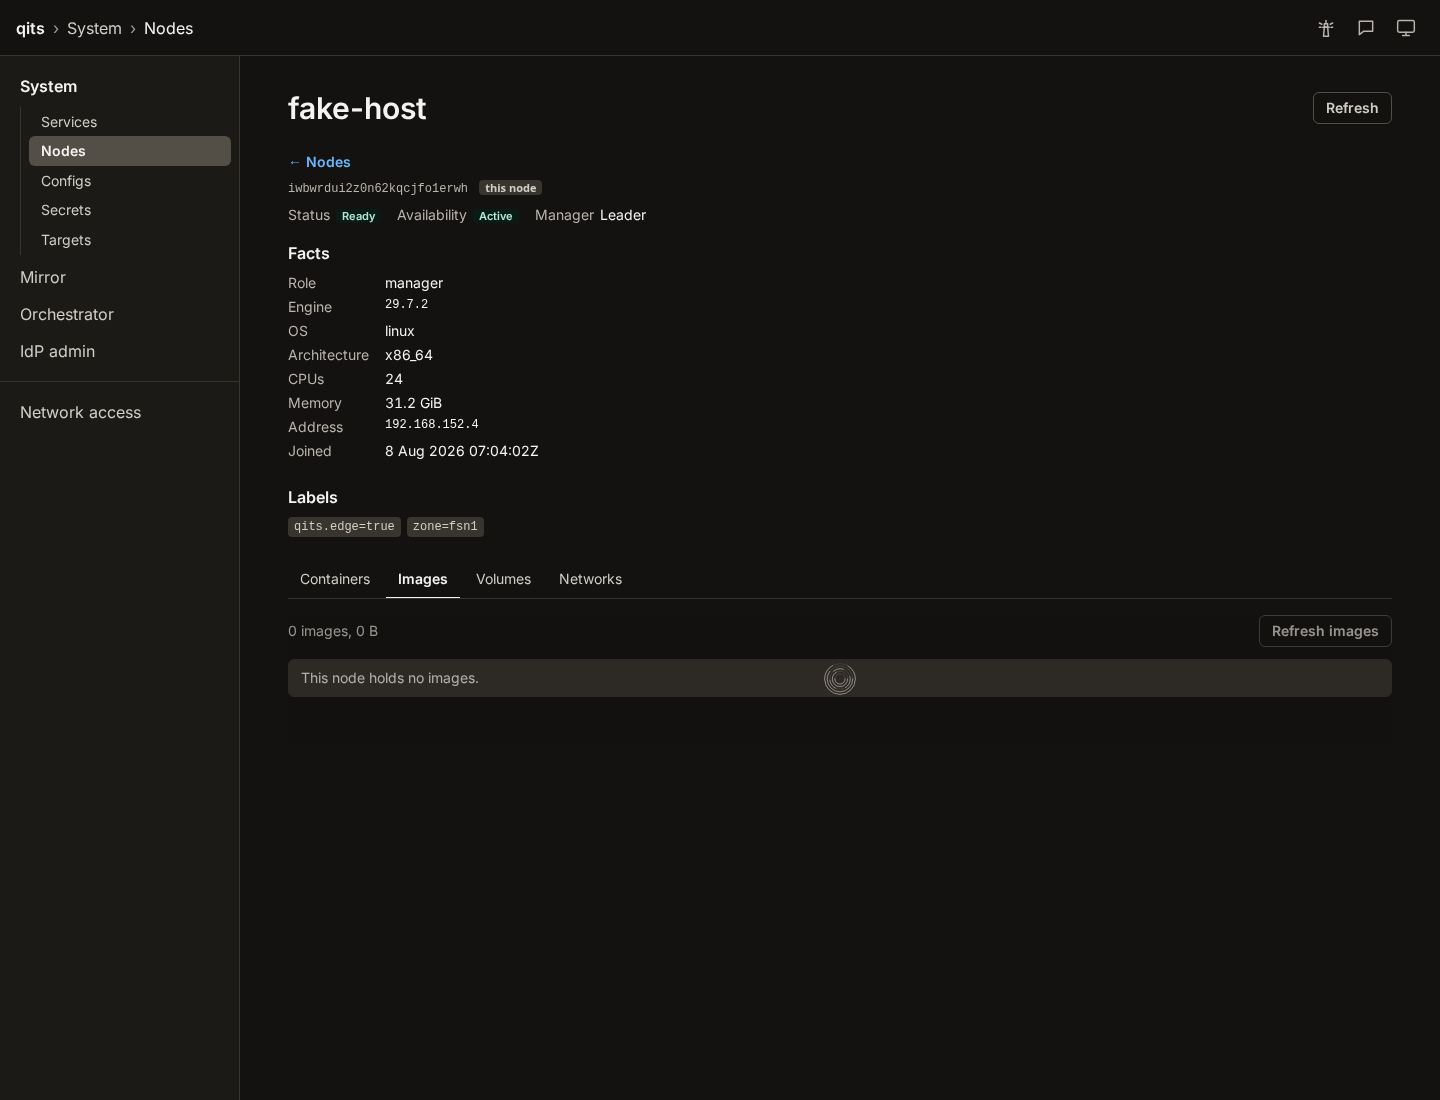 qits › System › Nodes
System
Services
Nodes
Configs
Secrets
Targets
Mirror
Orchestrator
IdP admin
Network access
fake-host
Refresh
← Nodes
iwbwrdui2z0n62kqcjfo1erwh this node
Status Ready Availability Active Manager Leader
Facts
Role manager
Engine 29.7.2
OS linux
Architecture x86_64
CPUs 24
Memory 31.2 GiB
Address 192.168.152.4
Joined 8 Aug 2026 07:04:02Z
Labels
qits.edge=true zone=fsn1
Containers Images Volumes Networks
0 images, 0 B Refresh images
This node holds no images.